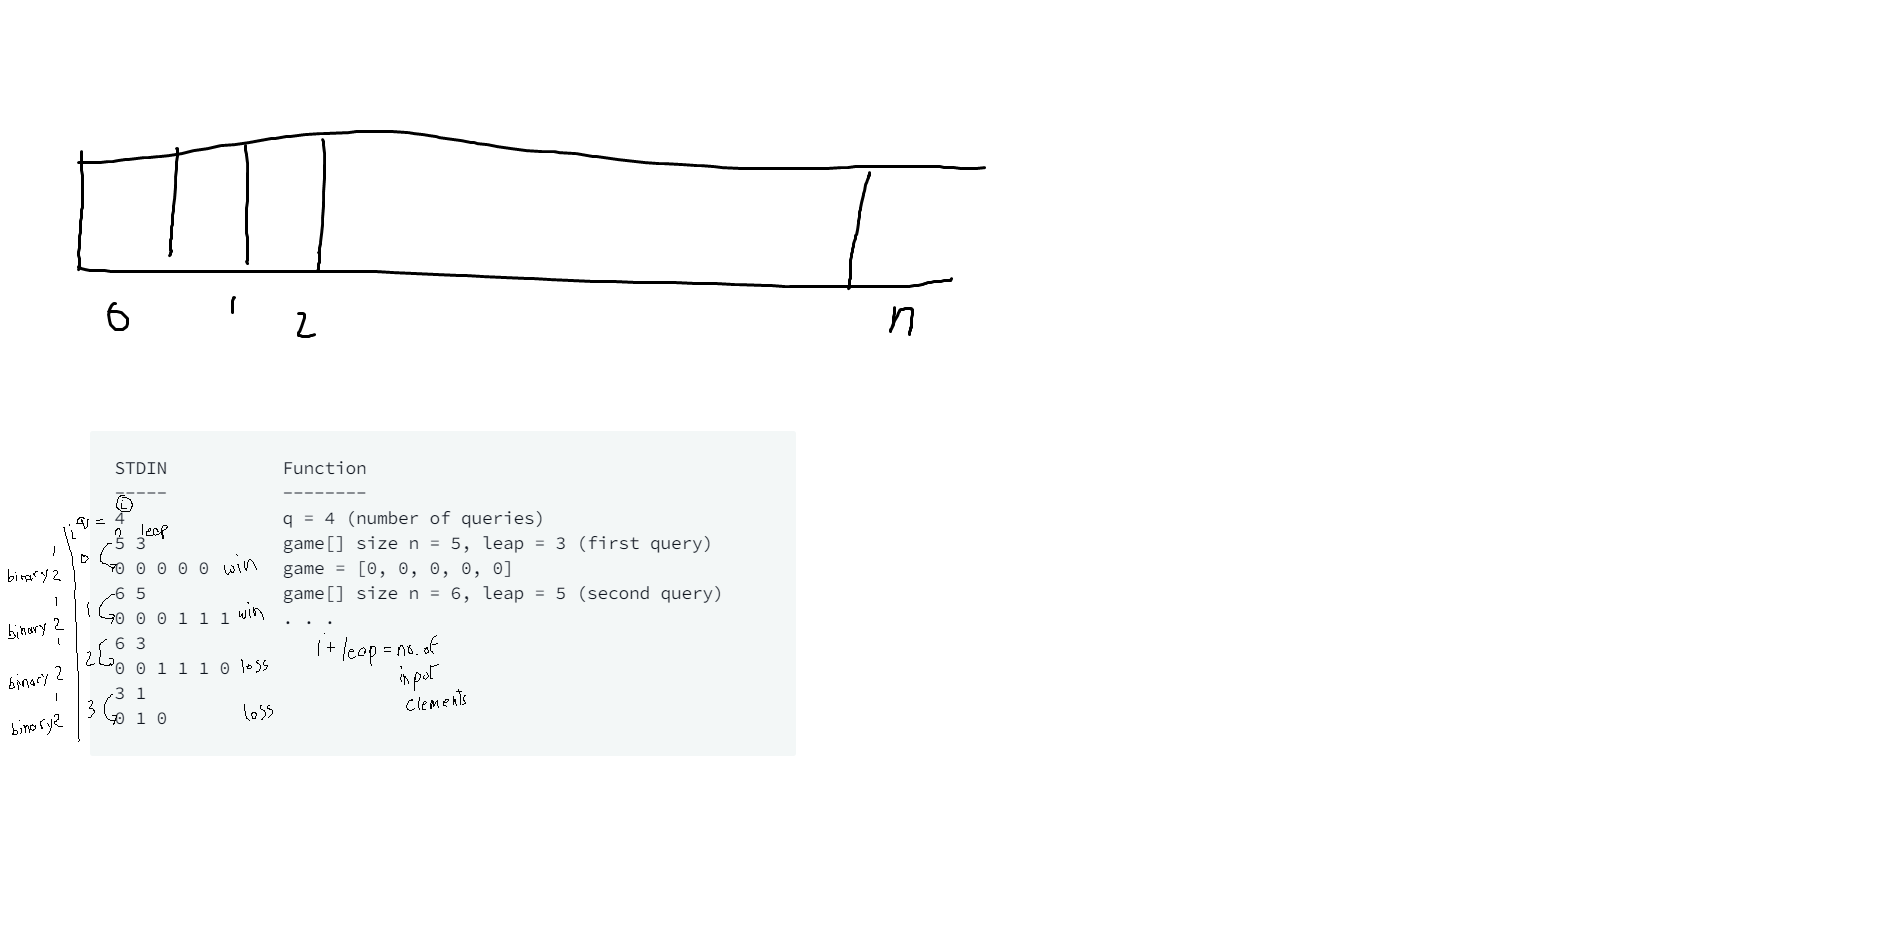 0 1 2 n
STDIN Function
----- --------
i
q = 4 q = 4 (number of queries)
i n leap
1 0 5 3 game[] size n = 5, leap = 3 (first query)
binary 2 0 0 0 0 0 win game = [0, 0, 0, 0, 0]
1 1 6 5 game[] size n = 6, leap = 5 (second query)
binary 2 0 0 0 1 1 1 win . . .
1 2 6 3 i + leap = no. of
binary 2 0 0 1 1 1 0 loss input
1 3 3 1 elements
binary 2 0 1 0 loss